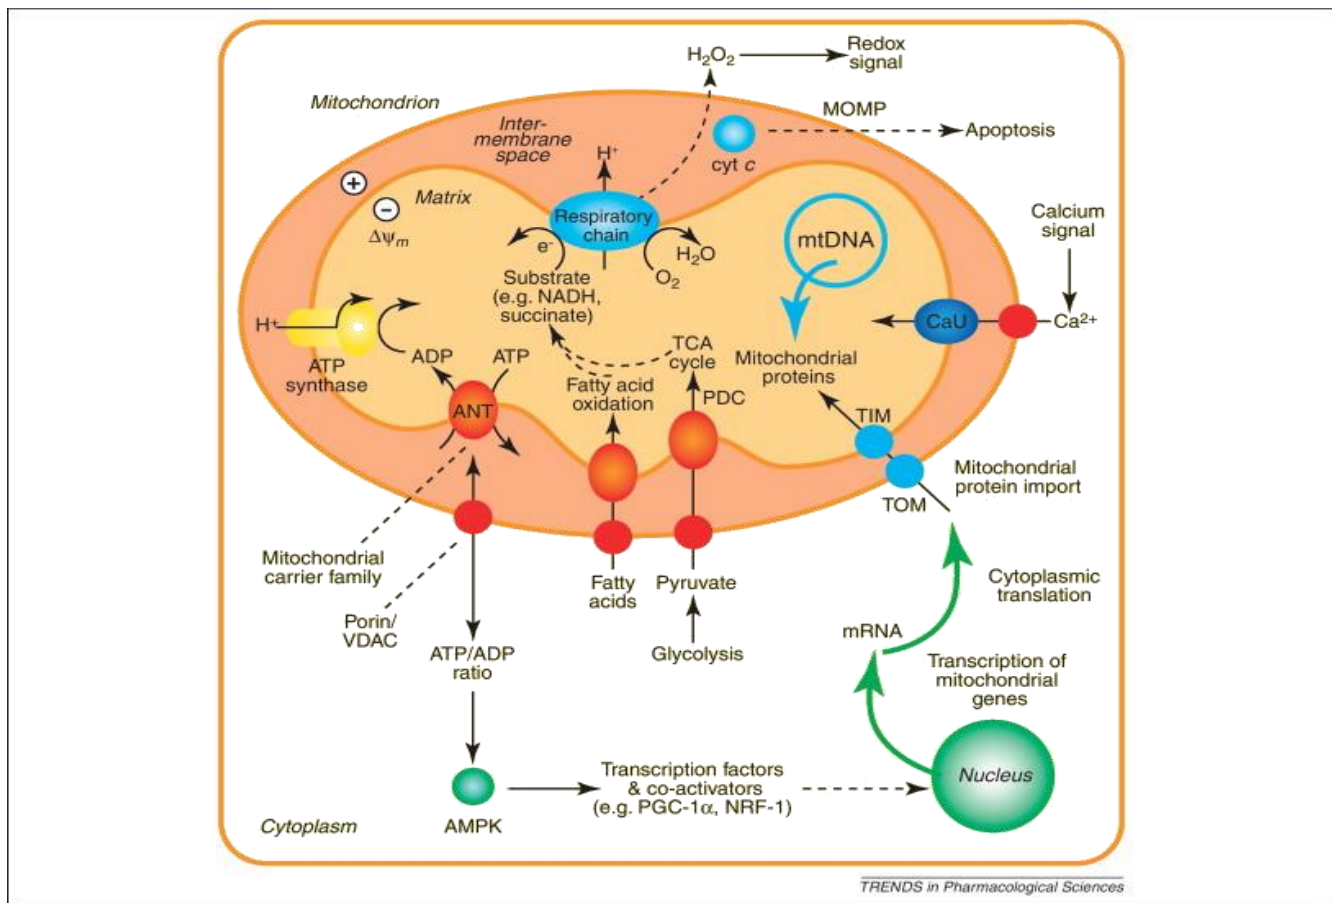 H₂O₂
Redox
signal
Mitochondrion
MOMP
Inter-
membrane
space
H⁺
cyt c
Apoptosis
+
−
Matrix
Δψm
Respiratory
chain
e-
H₂O
O₂
mtDNA
Calcium
signal
Substrate
(e.g. NADH,
succinate)
H⁺
CaU
Ca²⁺
ATP
synthase
ADP
ATP
TCA
cycle
Mitochondrial
proteins
Fatty acid
oxidation
PDC
ANT
TIM
TOM
Mitochondrial
protein import
Mitochondrial
carrier family
Fatty
acids
Pyruvate
Cytoplasmic
translation
Porin/
VDAC
mRNA
ATP/ADP
ratio
Glycolysis
Transcription of
mitochondrial
genes
Transcription factors
& co-activators
(e.g. PGC-1α, NRF-1)
Nucleus
AMPK
Cytoplasm
TRENDS in Pharmacological Sciences